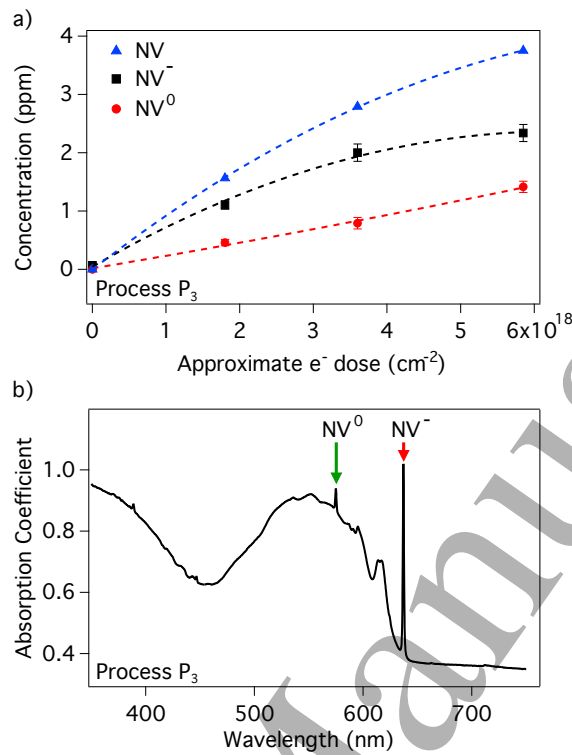 a)
4
3
2
1
0
Concentration (ppm)
NV
NV⁻
NV⁰
Process P₃
0
1
2
3
4
5
6x10¹⁸
Approximate e⁻ dose (cm⁻²)
b)
NV⁰
NV⁻
1.0
0.8
0.6
0.4
Absorption Coefficient
Process P₃
400
500
600
700
Wavelength (nm)